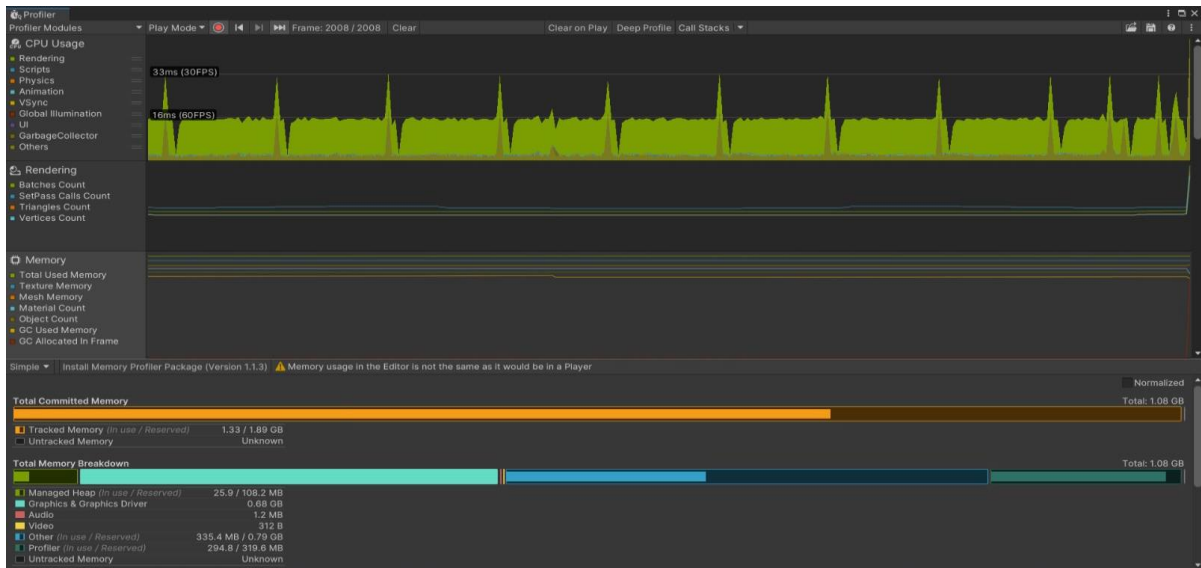 Profiler
Profiler Modules Play Mode Frame: 2008 / 2008 Clear Clear on Play Deep Profile Call Stacks
CPU Usage
Rendering
Scripts
Physics
Animation
VSync
Global Illumination
UI
GarbageCollector
Others
33ms (30FPS)
16ms (60FPS)
Rendering
Batches Count
SetPass Calls Count
Triangles Count
Vertices Count
Memory
Total Used Memory
Texture Memory
Mesh Memory
Material Count
Object Count
GC Used Memory
GC Allocated In Frame
Simple Install Memory Profiler Package (Version 1.1.3) Memory usage in the Editor is not the same as it would be in a Player
Normalized
Total Committed Memory Total: 1.08 GB
Tracked Memory (In use / Reserved) 1.33 / 1.89 GB
Untracked Memory Unknown
Total Memory Breakdown Total: 1.08 GB
Managed Heap (In use / Reserved) 25.9 / 108.2 MB
Graphics & Graphics Driver 0.68 GB
Audio 1.2 MB
Video 312 B
Other (In use / Reserved) 335.4 MB / 0.79 GB
Profiler (In use / Reserved) 294.8 / 319.6 MB
Untracked Memory Unknown